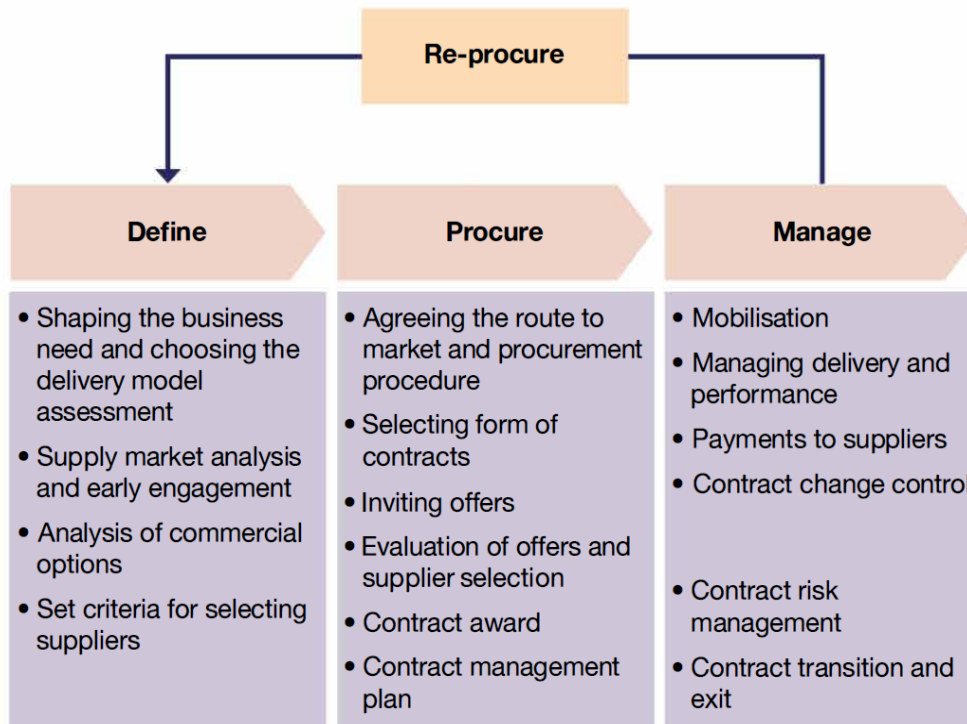 Re-procure
Define
Procure
Manage
• Shaping the business
need and choosing the
delivery model
assessment
• Supply market analysis
and early engagement
• Analysis of commercial
options
• Set criteria for selecting
suppliers
• Agreeing the route to
market and procurement
procedure
• Selecting form of
contracts
• Inviting offers
• Evaluation of offers and
supplier selection
• Contract award
• Contract management
plan
• Mobilisation
• Managing delivery and
performance
• Payments to suppliers
• Contract change control
• Contract risk
management
• Contract transition and
exit